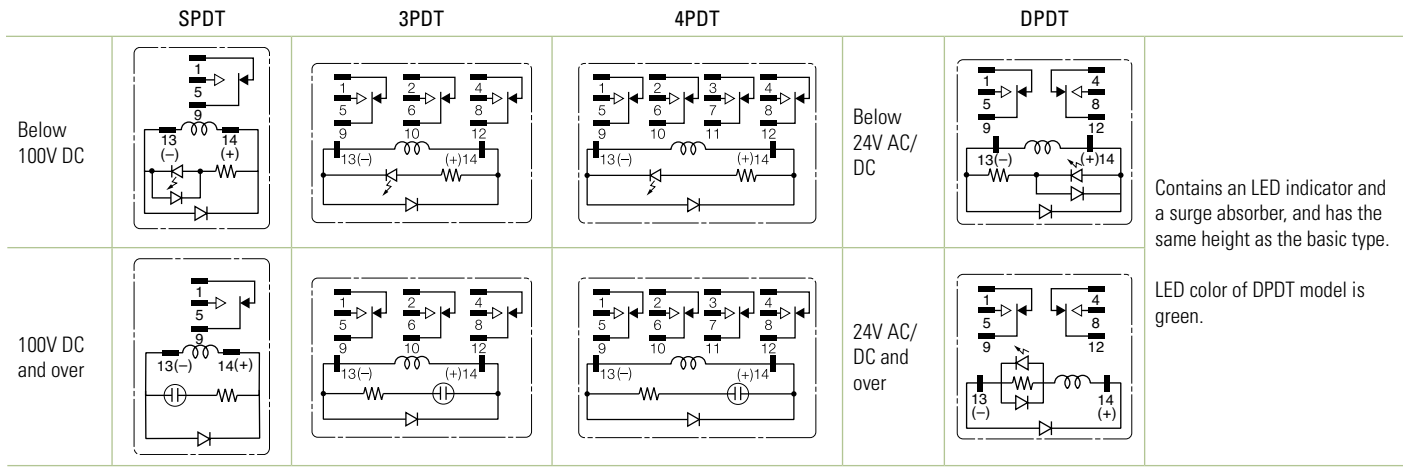 SPDT 3PDT 4PDT DPDT
Below
100V DC
1
5
9
13
(–)
14
(+)
1 2 4
5 6 8
9 10 12
13(–) (+)14
1 2 3 4
5 6 7 8
9 10 11 12
13(–) (+)14
Below
24V AC/
DC
1 4
5 8
9 12
13(–) (+)14
Contains an LED indicator and
a surge absorber, and has the
same height as the basic type.
LED color of DPDT model is
green.
100V DC
and over
1
5
9
13(–) 14(+)
1 2 4
5 6 8
9 10 12
13(–) (+)14
1 2 3 4
5 6 7 8
9 10 11 12
13(–) (+)14
24V AC/
DC and
over
1 4
5 8
9 12
13
(–)
14
(+)